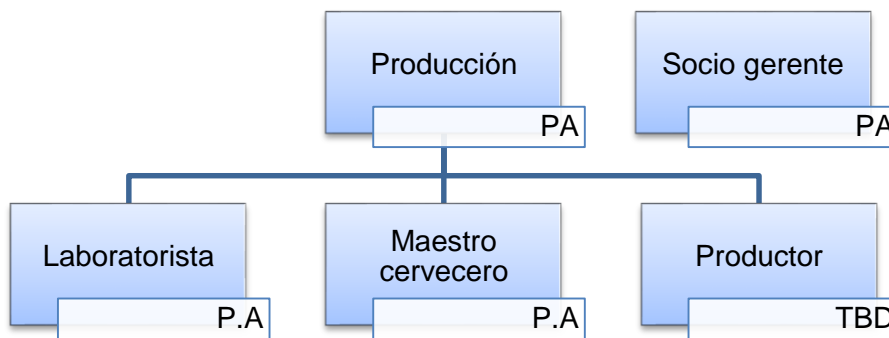 Producción
PA
Socio gerente
PA
Laboratorista
P.A
Maestro
cervecero
P.A
Productor
TBD